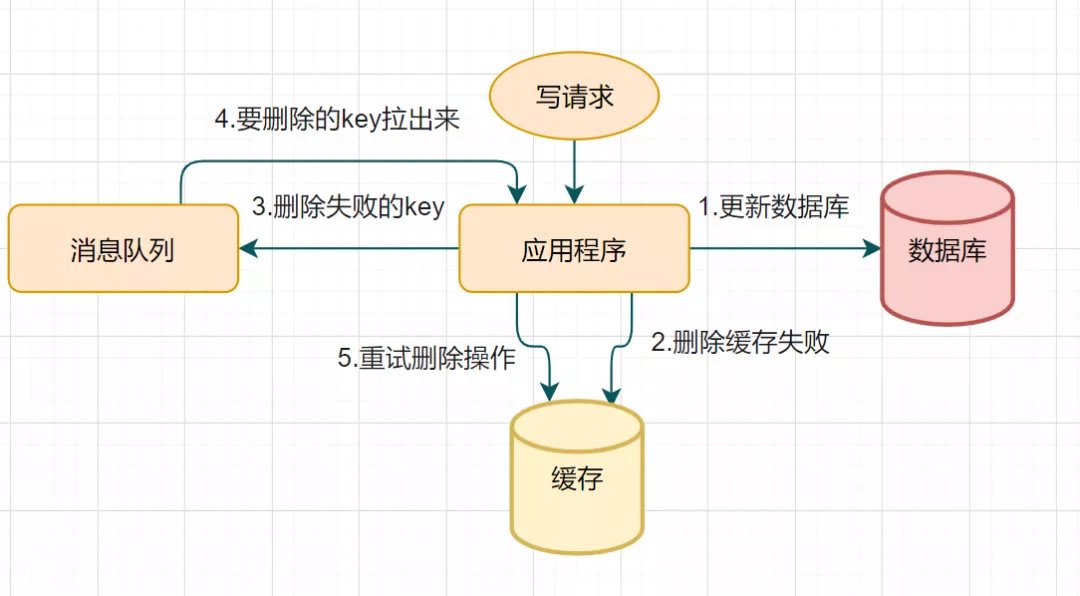 写请求
4.要删除的key拉出来
3.删除失败的key
1.更新数据库
消息队列
应用程序
数据库
5.重试删除操作
2.删除缓存失败
缓存